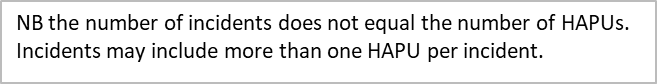 NB the number of incidents does not equal the number of HAPUs.
Incidents may include more than one HAPU per incident.